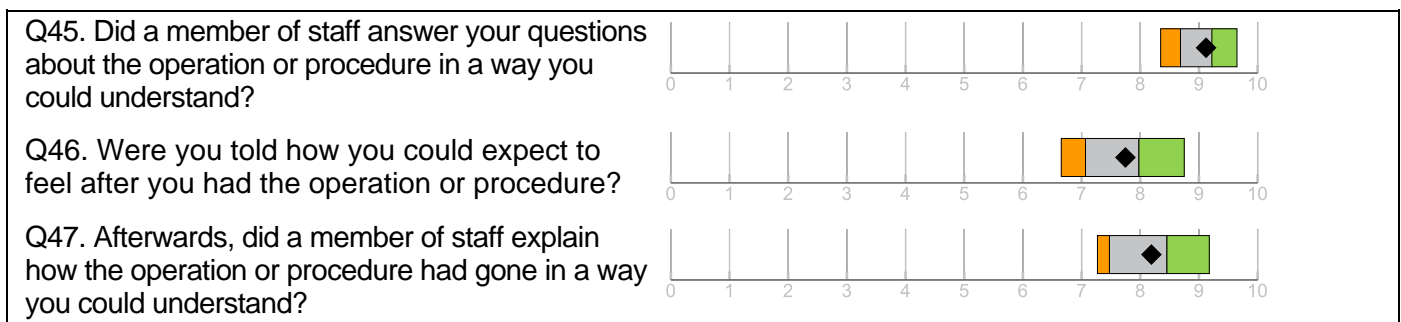 Q45. Did a member of staff answer your questions
about the operation or procedure in a way you
could understand?
0 1 2 3 4 5 6 7 8 9 10
Q46. Were you told how you could expect to
feel after you had the operation or procedure?
0 1 2 3 4 5 6 7 8 9 10
Q47. Afterwards, did a member of staff explain
how the operation or procedure had gone in a way
you could understand?
0 1 2 3 4 5 6 7 8 9 10